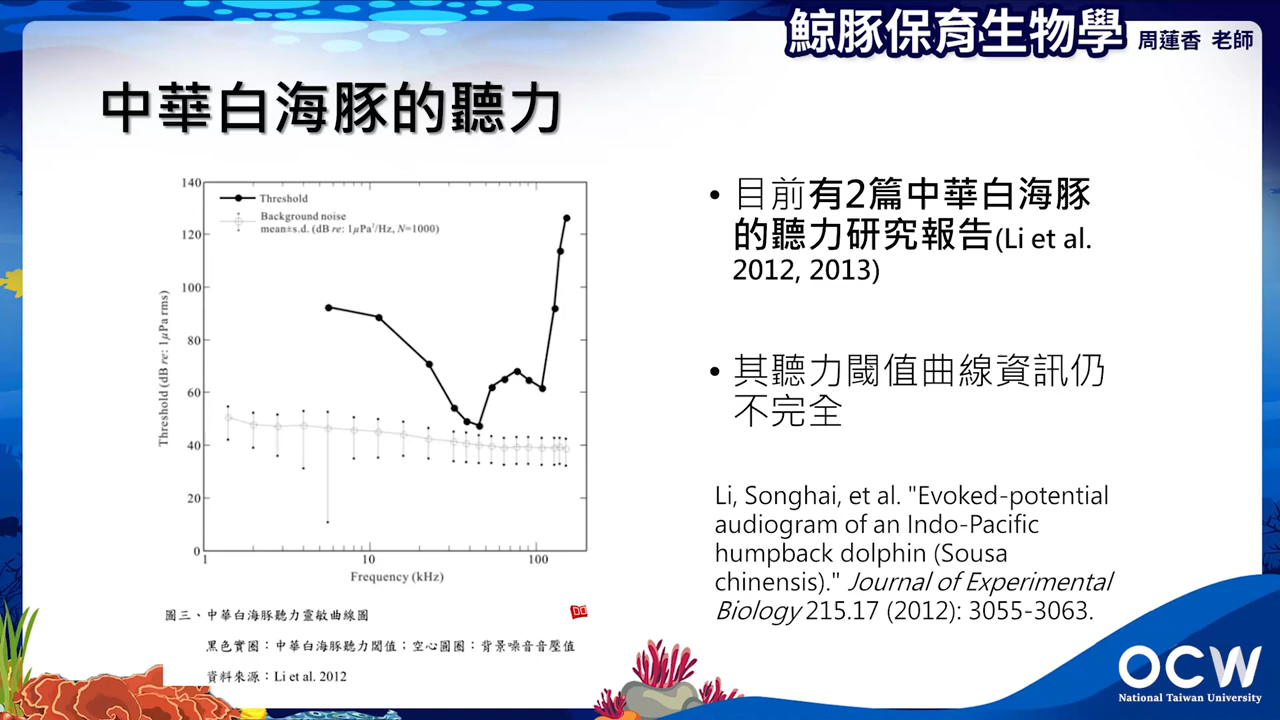 鯨豚保育生物學 周蓮香 老師
中華白海豚的聽力
140
120
100
80
60
40
20
0
Threshold (dB re: 1μPa rms)
Threshold
Background noise
mean±s.d. (dB re: 1μPa²/Hz, N=1000)
1 10 100
Frequency (kHz)
圖三、中華白海豚聽力靈敏曲線圖
黑色實圈：中華白海豚聽力閾值；空心圓圈：背景噪音音壓值
資料來源：Li et al. 2012
• 目前有2篇中華白海豚
的聽力研究報告(Li et al.
2012, 2013)
• 其聽力閾值曲線資訊仍
不完全
Li, Songhai, et al. "Evoked-potential
audiogram of an Indo-Pacific
humpback dolphin (Sousa
chinensis)." Journal of Experimental
Biology 215.17 (2012): 3055-3063.
OCW
National Taiwan University